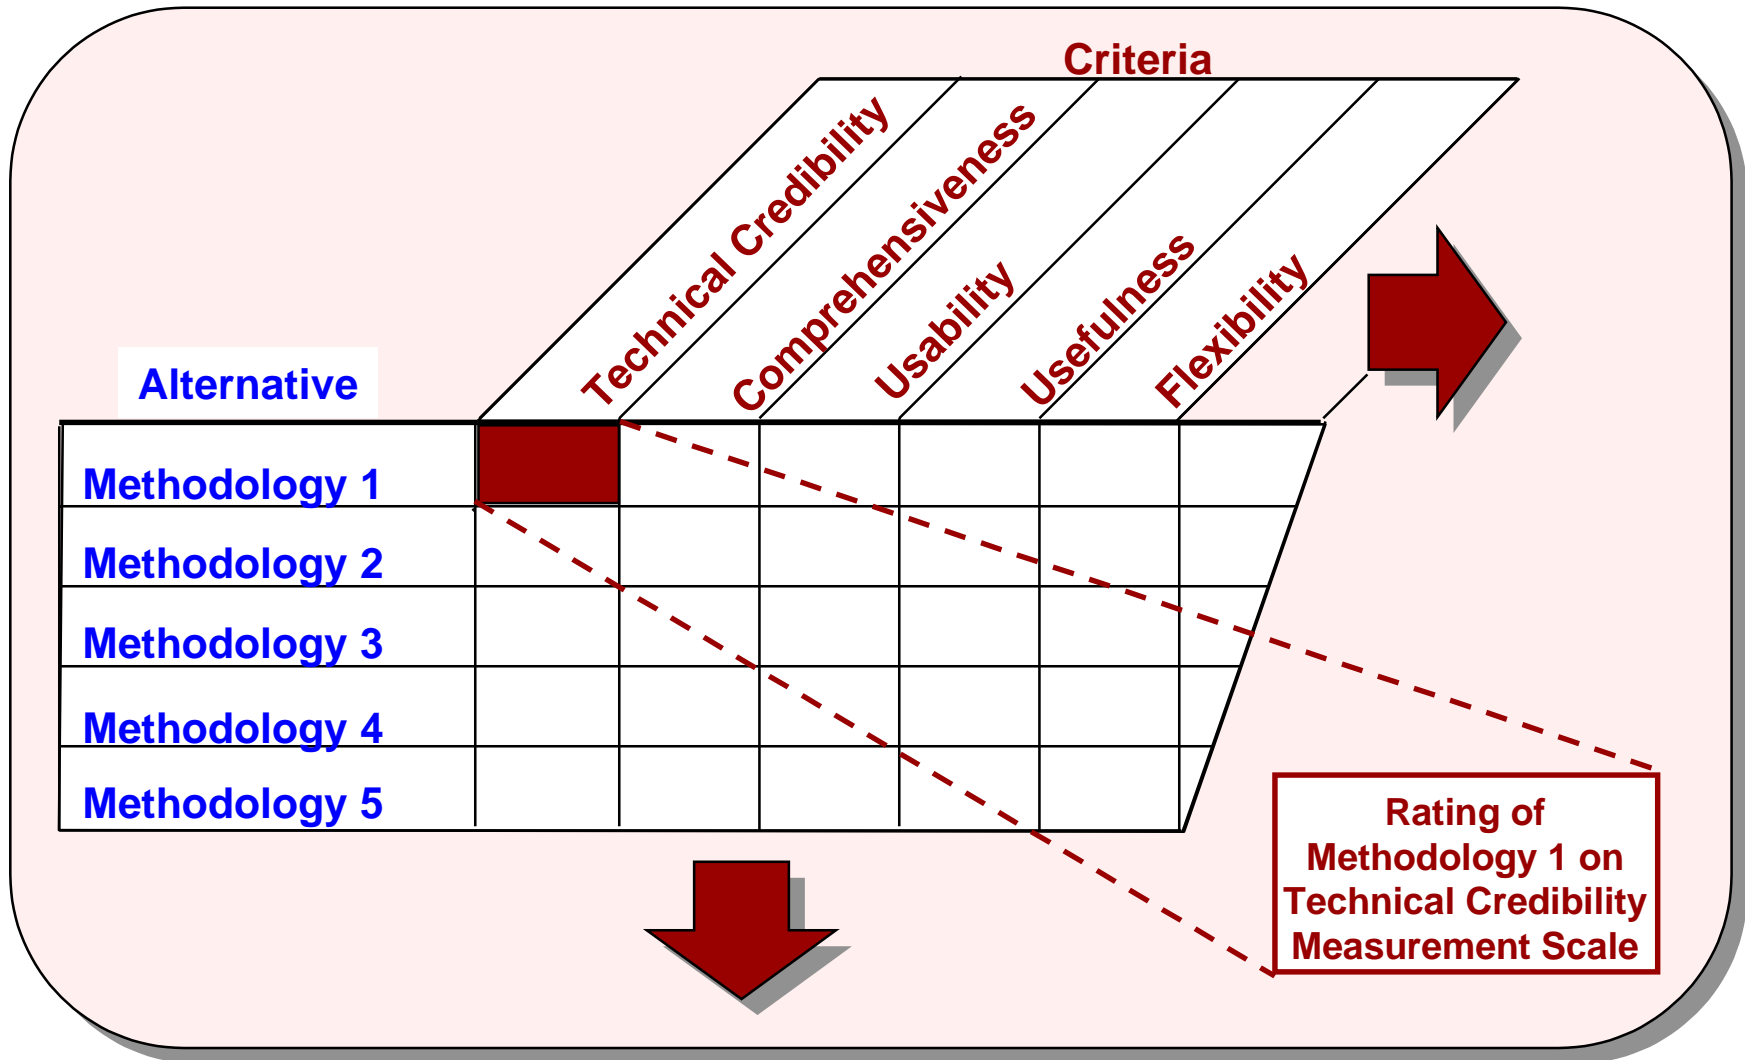 Criteria
Technical Credibility
Comprehensiveness
Usability
Usefulness
Flexibility
Alternative
Methodology 1
Methodology 2
Methodology 3
Methodology 4
Methodology 5
Rating of
Methodology 1 on
Technical Credibility
Measurement Scale